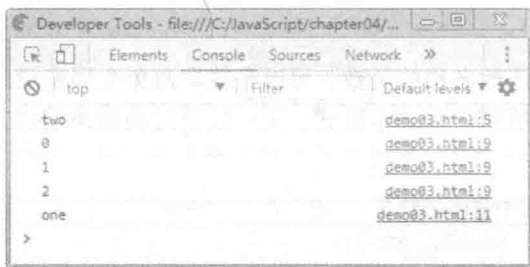 Developer Tools - file:///C:/JavaScript/chapter04/...
Elements Console Sources Network »
top Filter Default levels
two demo03.html:5
0 demo03.html:9
1 demo03.html:9
2 demo03.html:9
one demo03.html:11
>